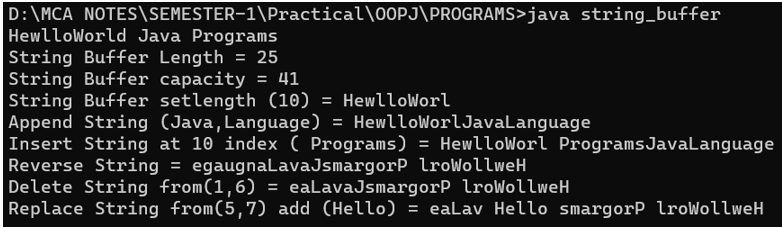 D:\MCA NOTES\SEMESTER-1\Practical\OOPJ\PROGRAMS>java string_buffer
HewlloWorld Java Programs
String Buffer Length = 25
String Buffer capacity = 41
String Buffer setlength (10) = HewlloWorl
Append String (Java,Language) = HewlloWorlJavaLanguage
Insert String at 10 index ( Programs) = HewlloWorl ProgramsJavaLanguage
Reverse String = egaugnaLavaJsmargorP lroWollweH
Delete String from(1,6) = eaLavaJsmargorP lroWollweH
Replace String from(5,7) add (Hello) = eaLav Hello smargorP lroWollweH